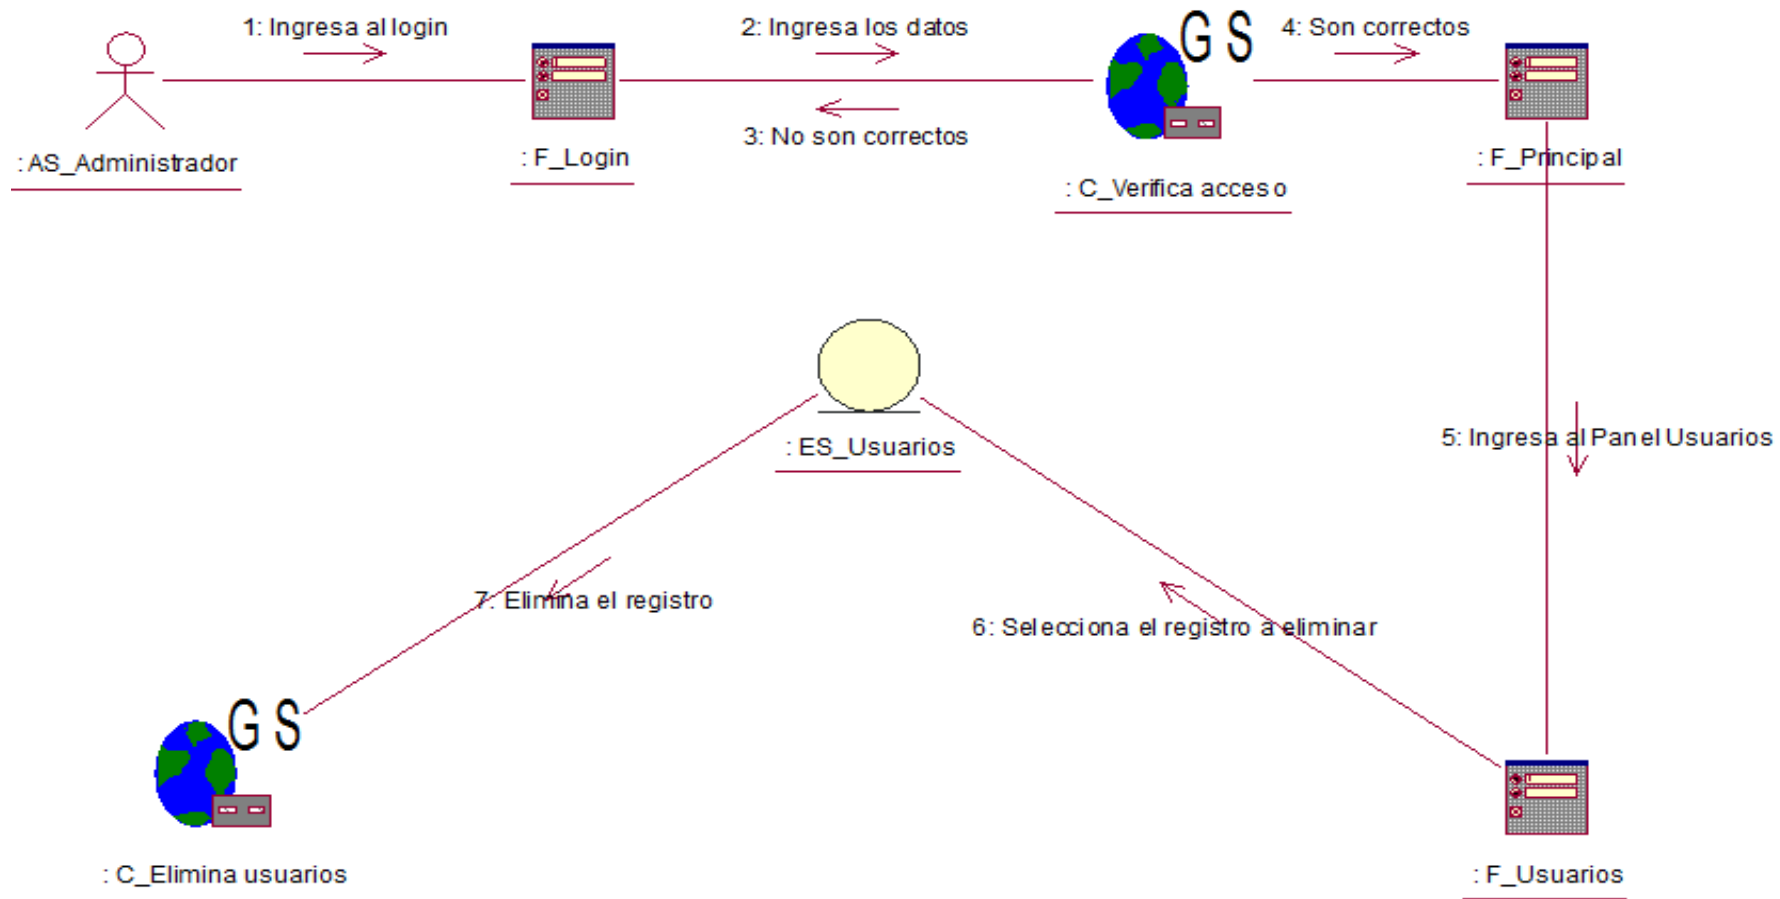 1: Ingresa al login
2: Ingresa los datos
G S
4: Son correctos
3: No son correctos
: AS_Administrador
: F_Login
: C_Verifica acceso
: F_Principal
: ES_Usuarios
5: Ingresa al Panel Usuarios
7: Elimina el registro
6: Selecciona el registro a eliminar
G S
: C_Elimina usuarios
: F_Usuarios